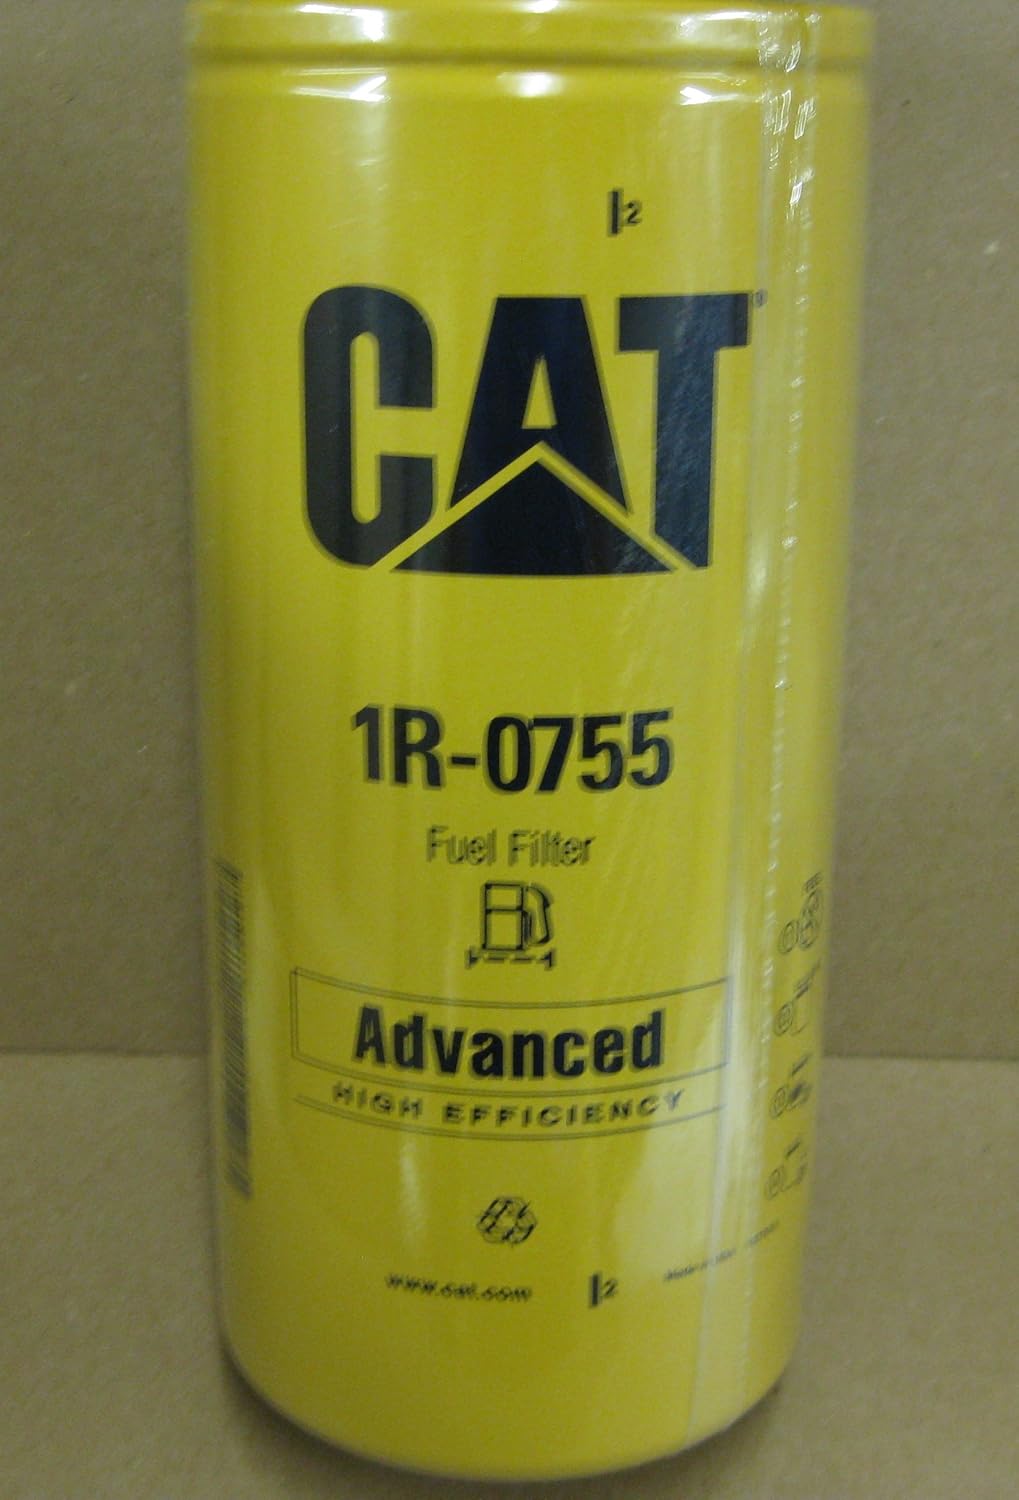 2
CAT®
1R-0755
Fuel Filter
Advanced
HIGH EFFICIENCY
www.cat.com
2